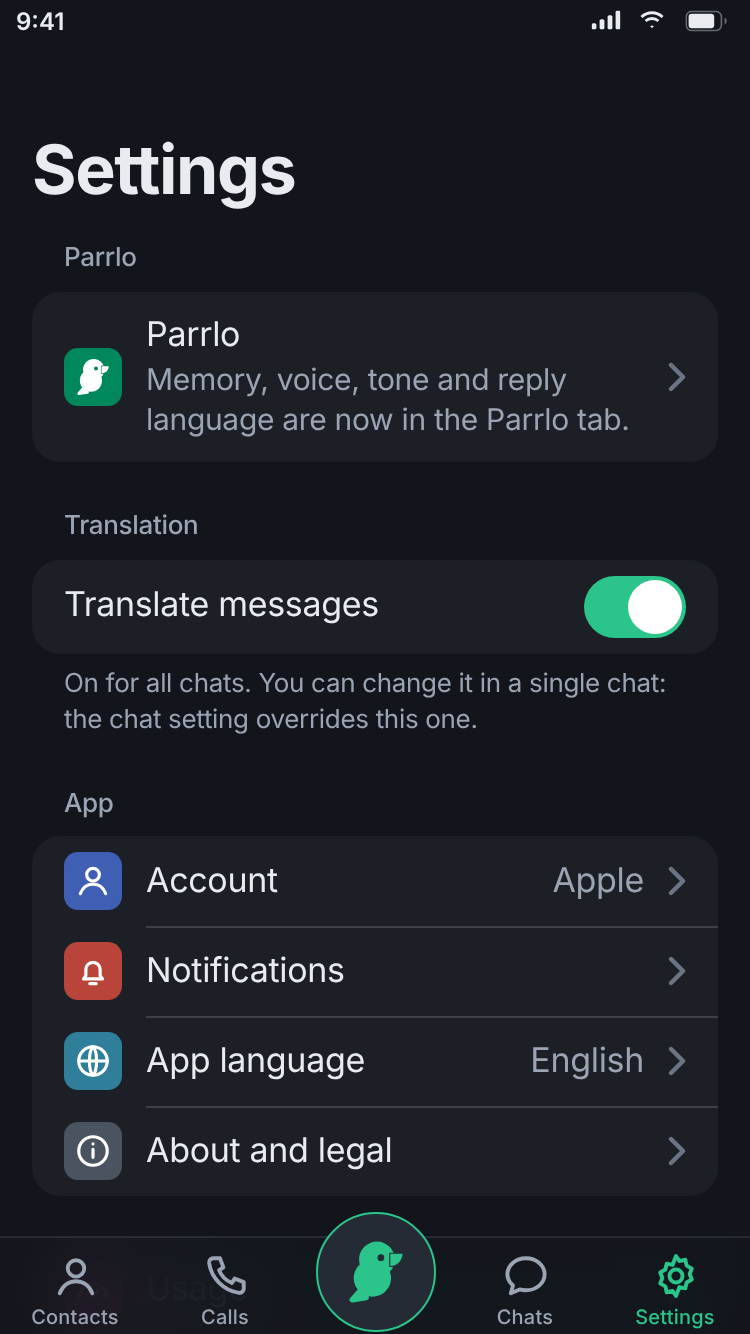 9:41
Settings
Parrlo
Parrlo
Memory, voice, tone and reply
language are now in the Parrlo tab.
Translation
Translate messages
On for all chats. You can change it in a single chat:
the chat setting overrides this one.
App
Account Apple
Notifications
App language English
About and legal
Usage
Contacts Calls Chats Settings